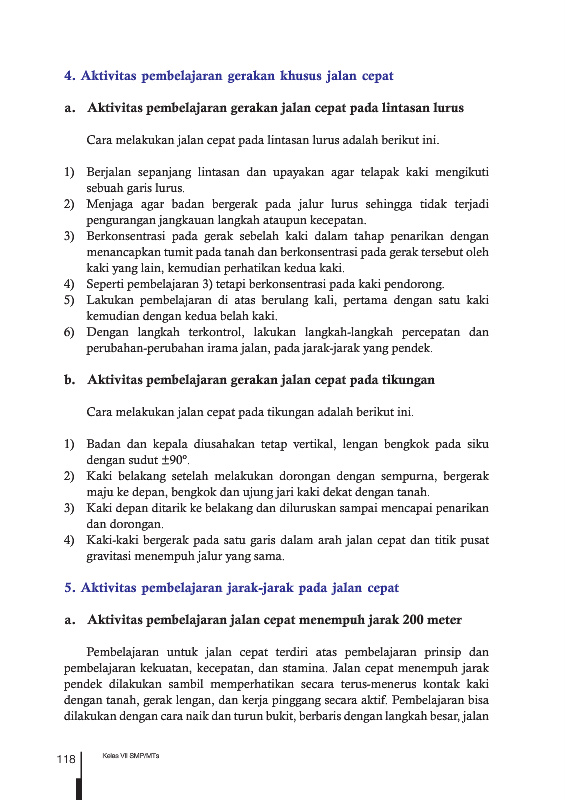 4. Aktivitas pembelajaran gerakan khusus jalan cepat
a. Aktivitas pembelajaran gerakan jalan cepat pada lintasan lurus
Cara melakukan jalan cepat pada lintasan lurus adalah berikut ini.
1) Berjalan sepanjang lintasan dan upayakan agar telapak kaki mengikuti
sebuah garis lurus.
2) Menjaga agar badan bergerak pada jalur lurus sehingga tidak terjadi
pengurangan jangkauan langkah ataupun kecepatan.
3) Berkonsentrasi pada gerak sebelah kaki dalam tahap penarikan dengan
menancapkan tumit pada tanah dan berkonsentrasi pada gerak tersebut oleh
kaki yang lain, kemudian perhatikan kedua kaki.
4) Seperti pembelajaran 3) tetapi berkonsentrasi pada kaki pendorong.
5) Lakukan pembelajaran di atas berulang kali, pertama dengan satu kaki
kemudian dengan kedua belah kaki.
6) Dengan langkah terkontrol, lakukan langkah-langkah percepatan dan
perubahan-perubahan irama jalan, pada jarak-jarak yang pendek.
b. Aktivitas pembelajaran gerakan jalan cepat pada tikungan
Cara melakukan jalan cepat pada tikungan adalah berikut ini.
1) Badan dan kepala diusahakan tetap vertikal, lengan bengkok pada siku
dengan sudut ±90°.
2) Kaki belakang setelah melakukan dorongan dengan sempurna, bergerak
maju ke depan, bengkok dan ujung jari kaki dekat dengan tanah.
3) Kaki depan ditarik ke belakang dan diluruskan sampai mencapai penarikan
dan dorongan.
4) Kaki-kaki bergerak pada satu garis dalam arah jalan cepat dan titik pusat
gravitasi menempuh jalur yang sama.
5. Aktivitas pembelajaran jarak-jarak pada jalan cepat
a. Aktivitas pembelajaran jalan cepat menempuh jarak 200 meter
Pembelajaran untuk jalan cepat terdiri atas pembelajaran prinsip dan
pembelajaran kekuatan, kecepatan, dan stamina. Jalan cepat menempuh jarak
pendek dilakukan sambil memperhatikan secara terus-menerus kontak kaki
dengan tanah, gerak lengan, dan kerja pinggang secara aktif. Pembelajaran bisa
dilakukan dengan cara naik dan turun bukit, berbaris dengan langkah besar, jalan
118 Kelas VII SMP/MTs